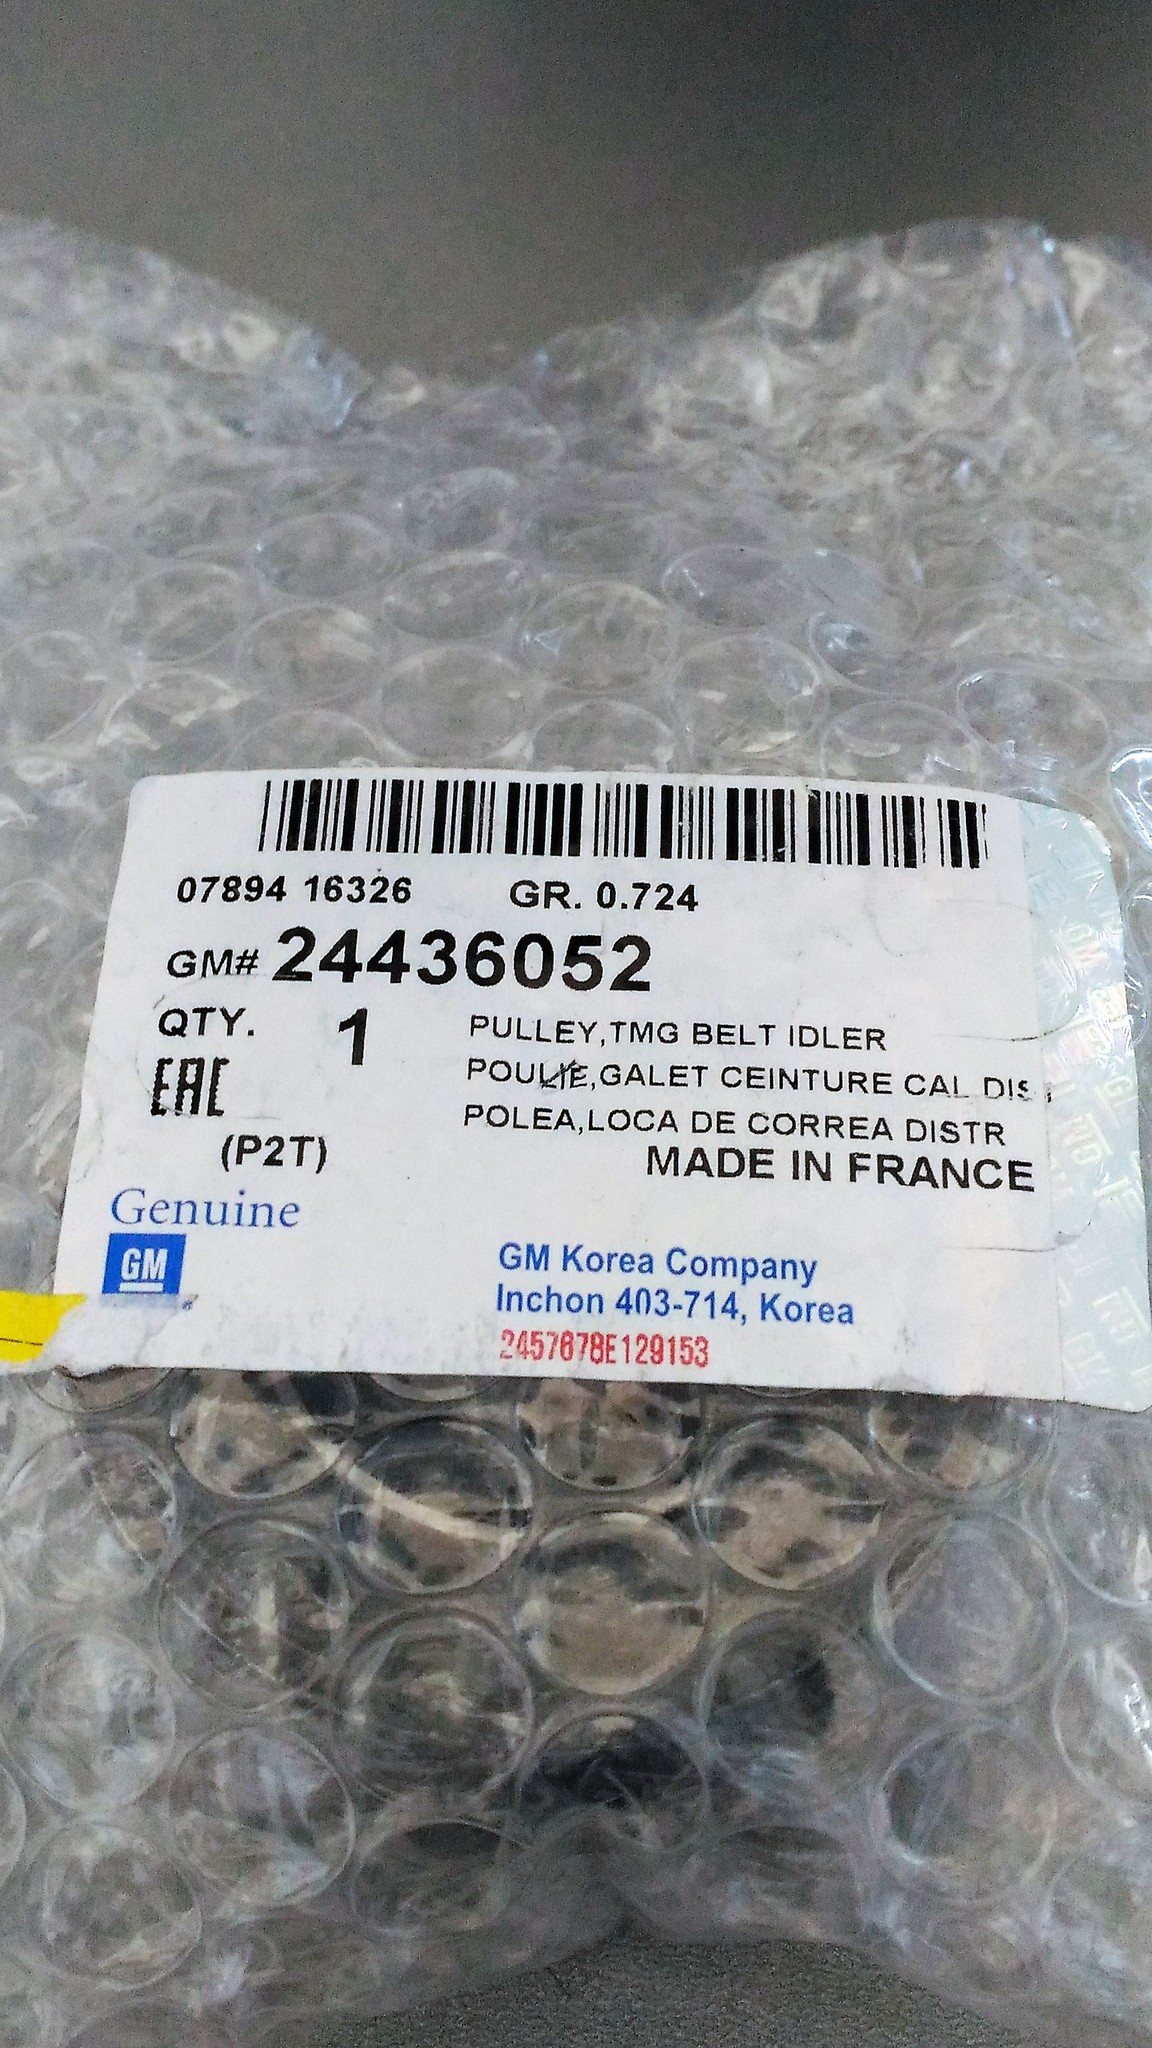 07894 16326 GR. 0.724
GM# 24436052
QTY. 1 PULLEY,TMG BELT IDLER
EAC POULIE,GALET CEINTURE CAL DIS
(P2T) POLEA,LOCA DE CORREA DISTR
MADE IN FRANCE
Genuine
GM
GM Korea Company
Inchon 403-714, Korea
2457678E129153